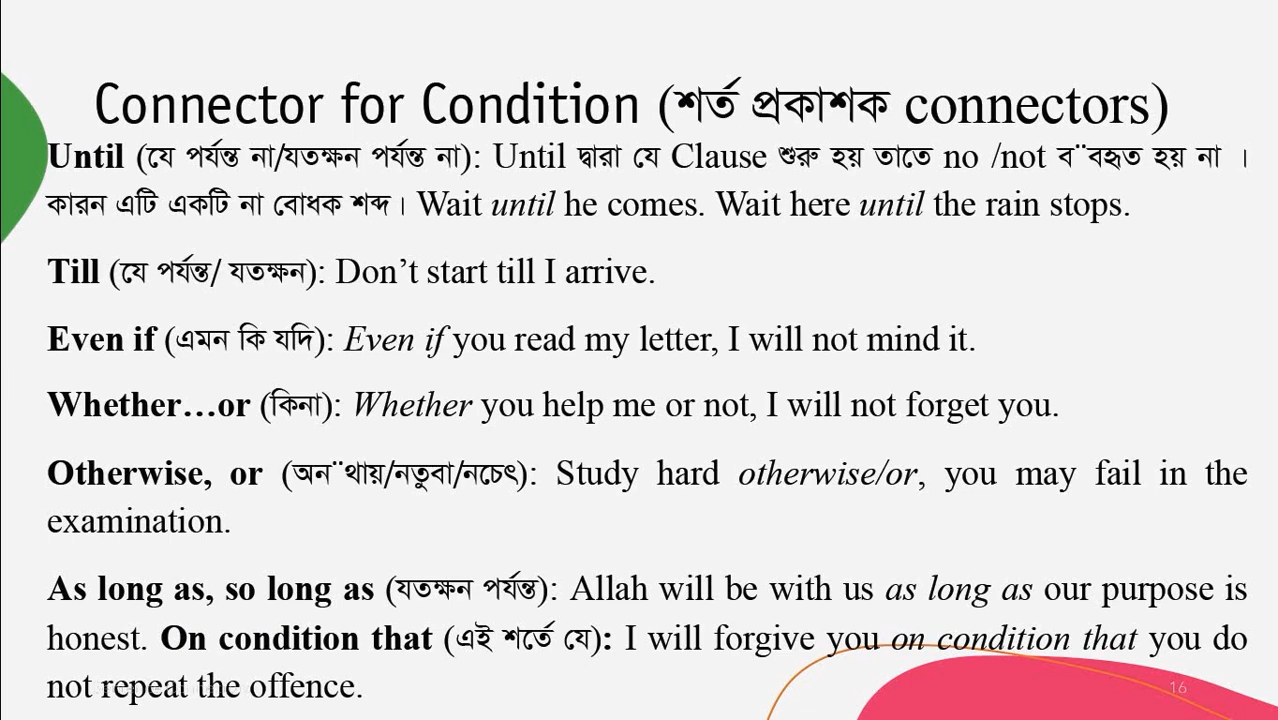 Connector for Condition (শর্ত প্রকাশক connectors)
Until (যে পর্যন্ত না/যতক্ষন পর্যন্ত না): Until দ্বারা যে Clause শুরু হয় তাতে no /not ব¨বহৃত হয় না ।
কারন এটি একটি না বোধক শব্দ। Wait until he comes. Wait here until the rain stops.
Till (যে পর্যন্ত/ যতক্ষন): Don’t start till I arrive.
Even if (এমন কি যদি): Even if you read my letter, I will not mind it.
Whether…or (কিনা): Whether you help me or not, I will not forget you.
Otherwise, or (অন¨থায়/নতুবা/নচেৎ): Study hard otherwise/or, you may fail in the
examination.
As long as, so long as (যতক্ষন পর্যন্ত): Allah will be with us as long as our purpose is
honest. On condition that (এই শর্তে যে): I will forgive you on condition that you do
not repeat the offence.
16